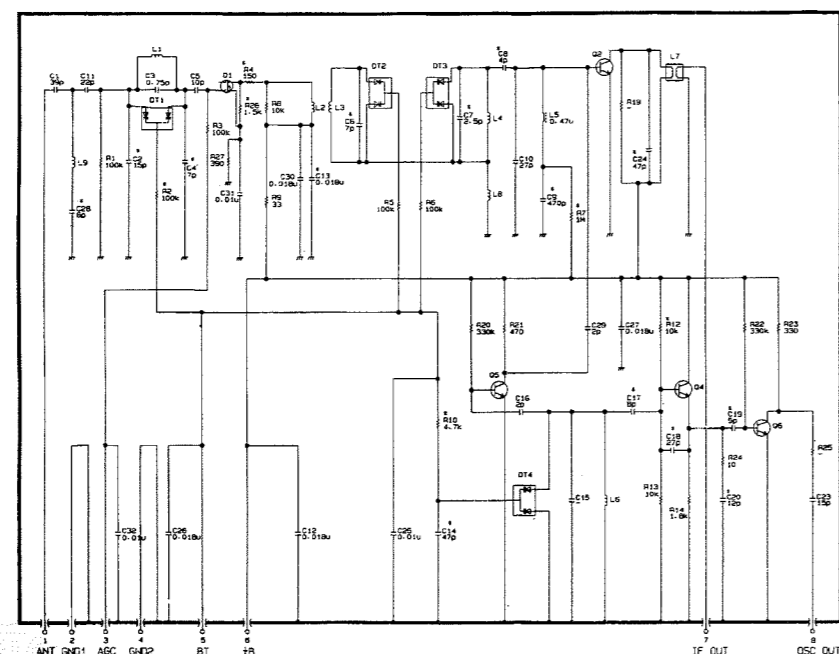 L1
C1
39p
C11
22p
C3
0.75p
C5
10p
Q1
*
R4
150
DT1
*
R26
1.5k
R8
10k
L2
L3
DT2
DT3
*
C8
4p
Q2
L7
R3
100k
R27
390
C6
7p
*
C7
2.5p
L4
L5
0.47u
R19
*
C24
47p
L9
R1
100k
*
C2
15p
*
C4
7p
*
R2
100k
C31
0.01u
R9
33
C30
0.018u
C13
0.018u
R5
100k
R6
100k
*
C10
27p
L8
*
C9
470p
*
R7
1M
*
C28
R20
330k
R21
470
C29
2p
C27
0.018u
*
R12
10k
*
R22
330k
R23
330
Q5
Q4
*
C16
2p
*
C17
*
C19
5p
Q6
*
R10
4.7k
*
C18
27p
R24
10
R25
DT4
C15
L6
R13
10k
R14
1.8k
*
C20
12p
C23
15p
C32
0.01u
C26
0.018u
C12
0.018u
C25
0.01u
*
C14
47p
1 2 3 4 5 6 7 8
ANT GND1 AGC GND2 BT +B IF OUT OSC OUT